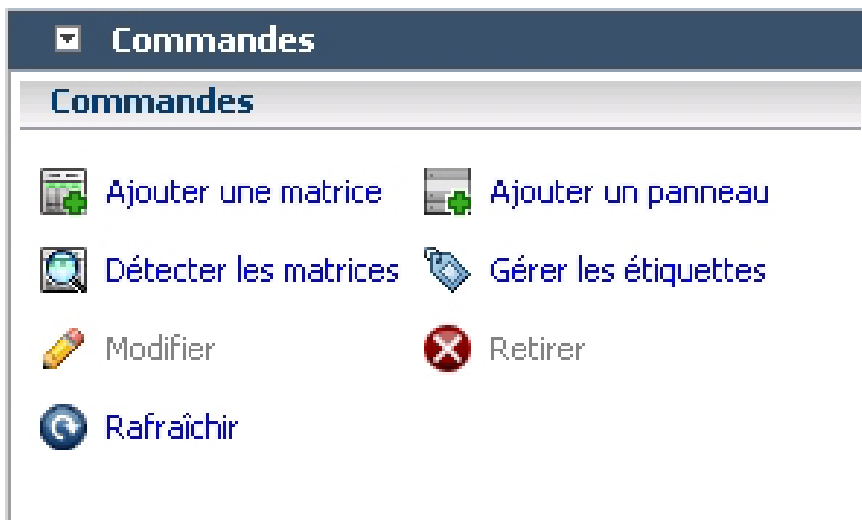 Commandes
Commandes
Ajouter une matrice Ajouter un panneau
Détecter les matrices Gérer les étiquettes
Modifier Retirer
Rafraîchir